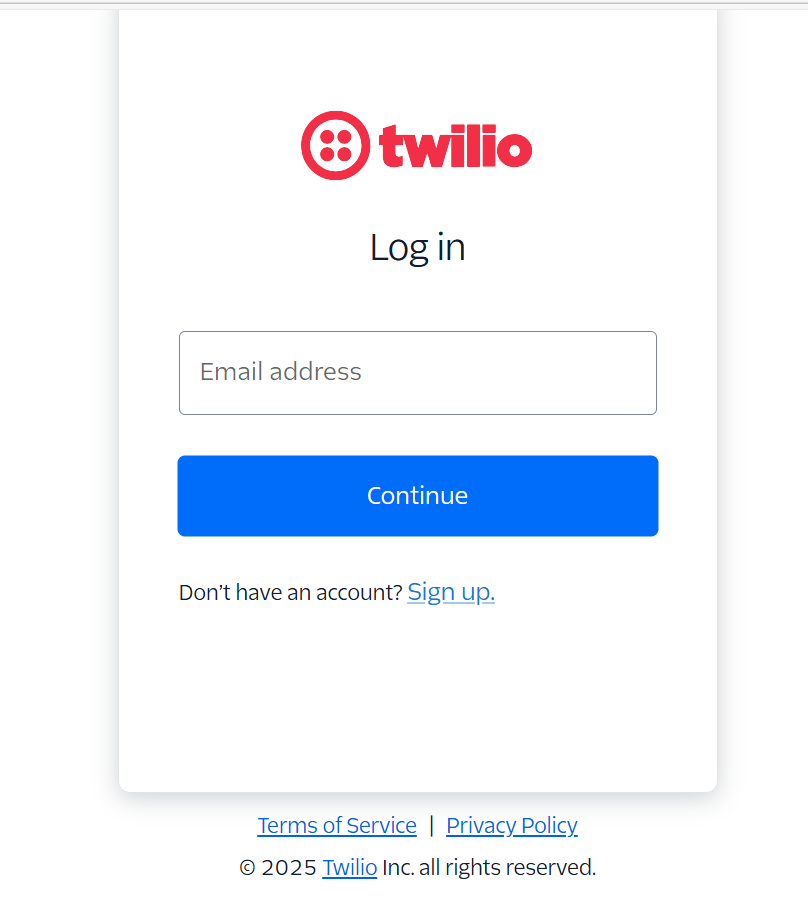 twilio
Log in
Email address
Continue
Don’t have an account? Sign up.
Terms of Service | Privacy Policy
© 2025 Twilio Inc. all rights reserved.